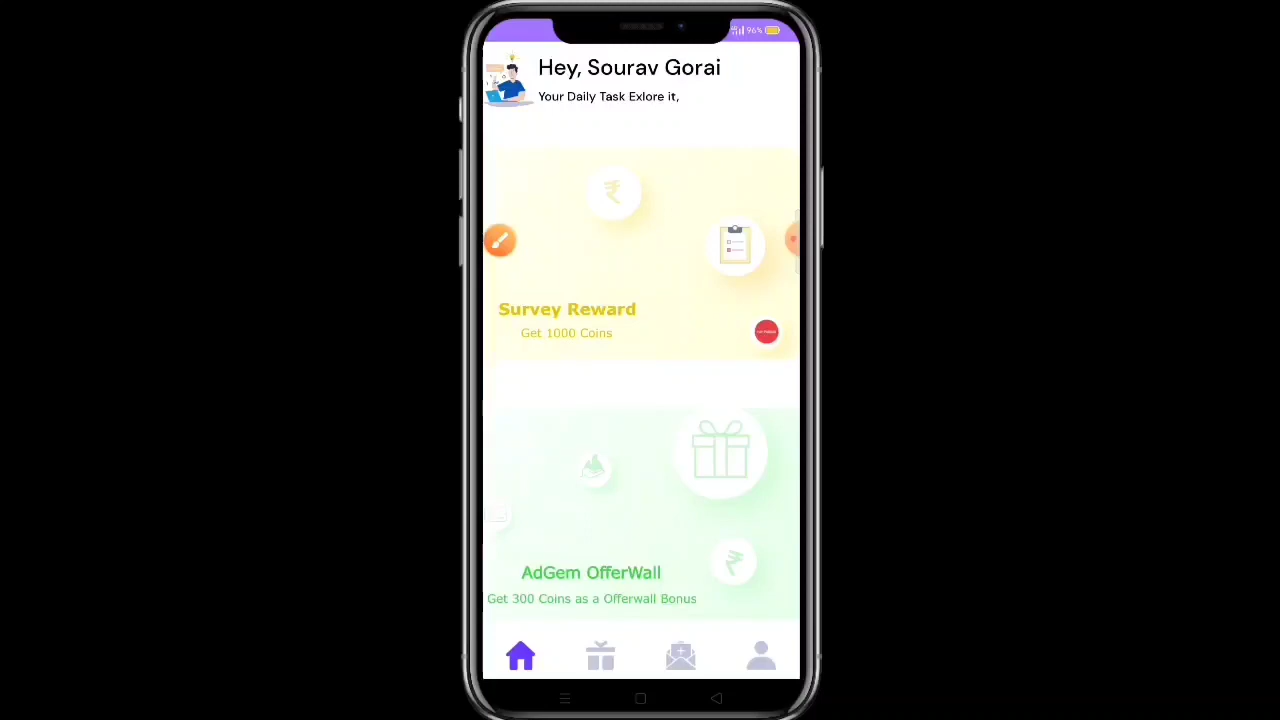 96%
Hey, Sourav Gorai
Your Daily Task Exlore it,
₹
Survey Reward
Get 1000 Coins
AdGem OfferWall
₹
Get 300 Coins as a Offerwall Bonus